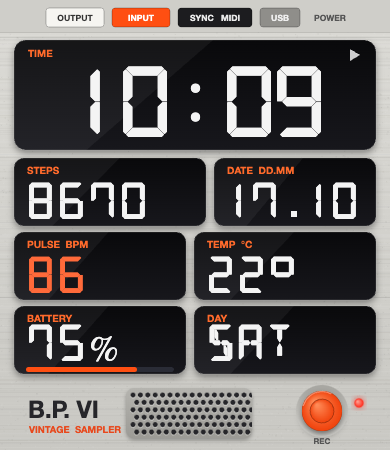 OUTPUT INPUT SYNC MIDI USB POWER
TIME
10:09
STEPS
8670
DATE DD.MM
17.10
PULSE BPM
86
TEMP °C
22°
BATTERY
75%
DAY
SAT
B.P. VI
VINTAGE SAMPLER
REC